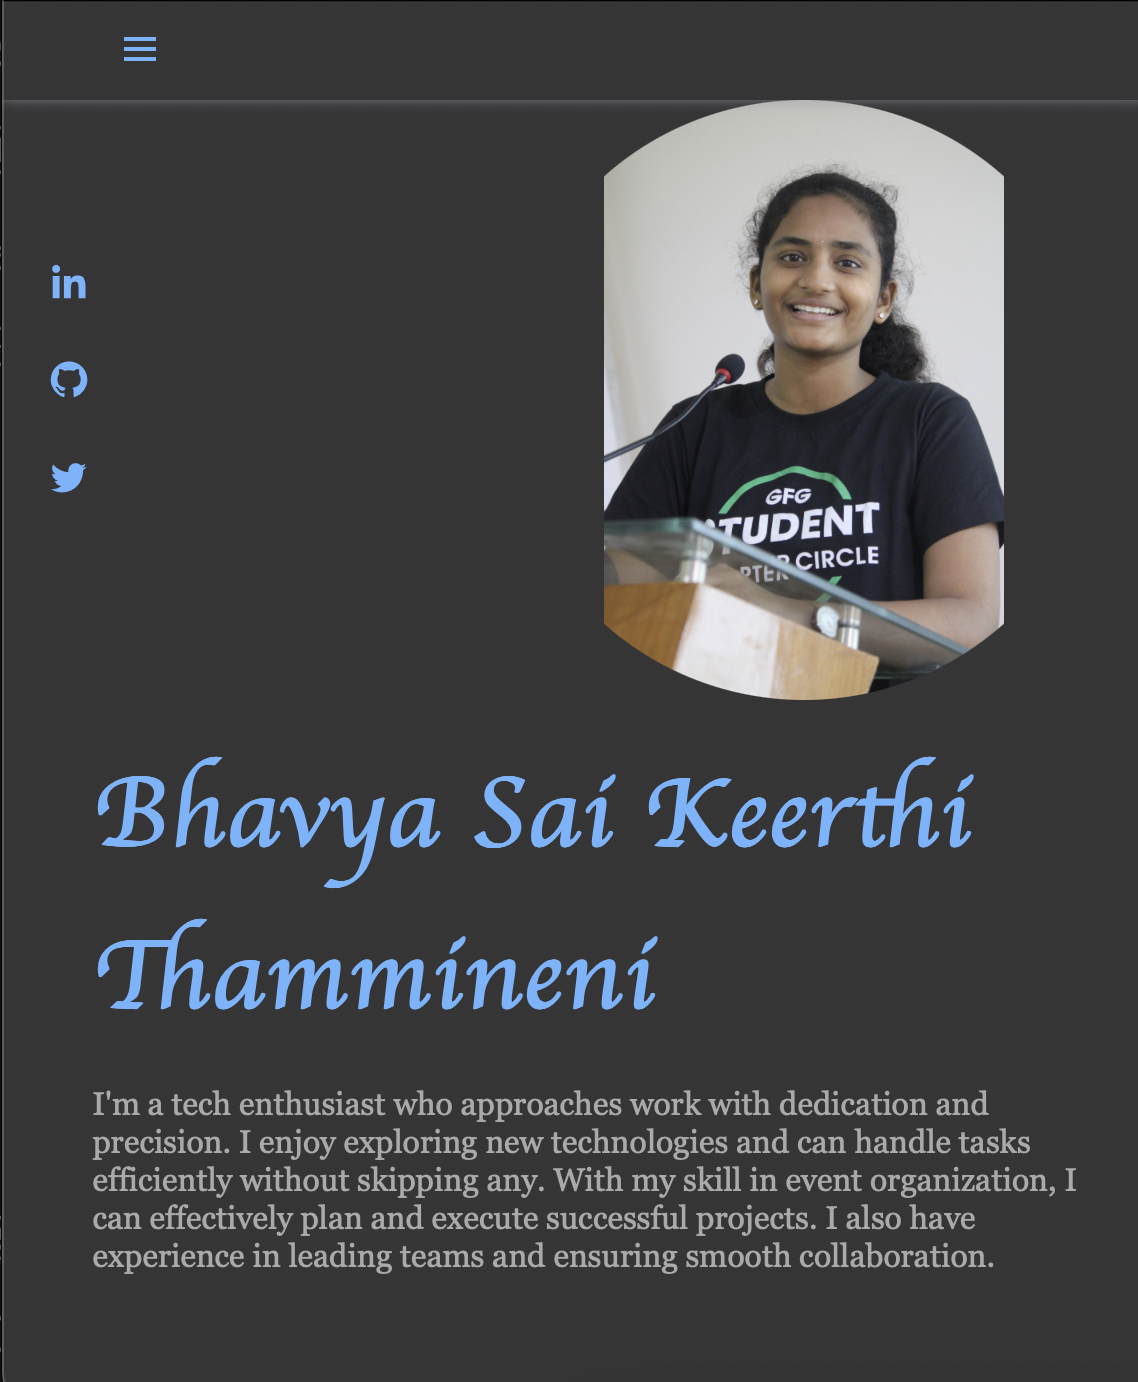 GFG
STUDENT
CIRCLE
Bhavya Sai Keerthi
Thammineni
I'm a tech enthusiast who approaches work with dedication and
precision. I enjoy exploring new technologies and can handle tasks
efficiently without skipping any. With my skill in event organization, I
can effectively plan and execute successful projects. I also have
experience in leading teams and ensuring smooth collaboration.